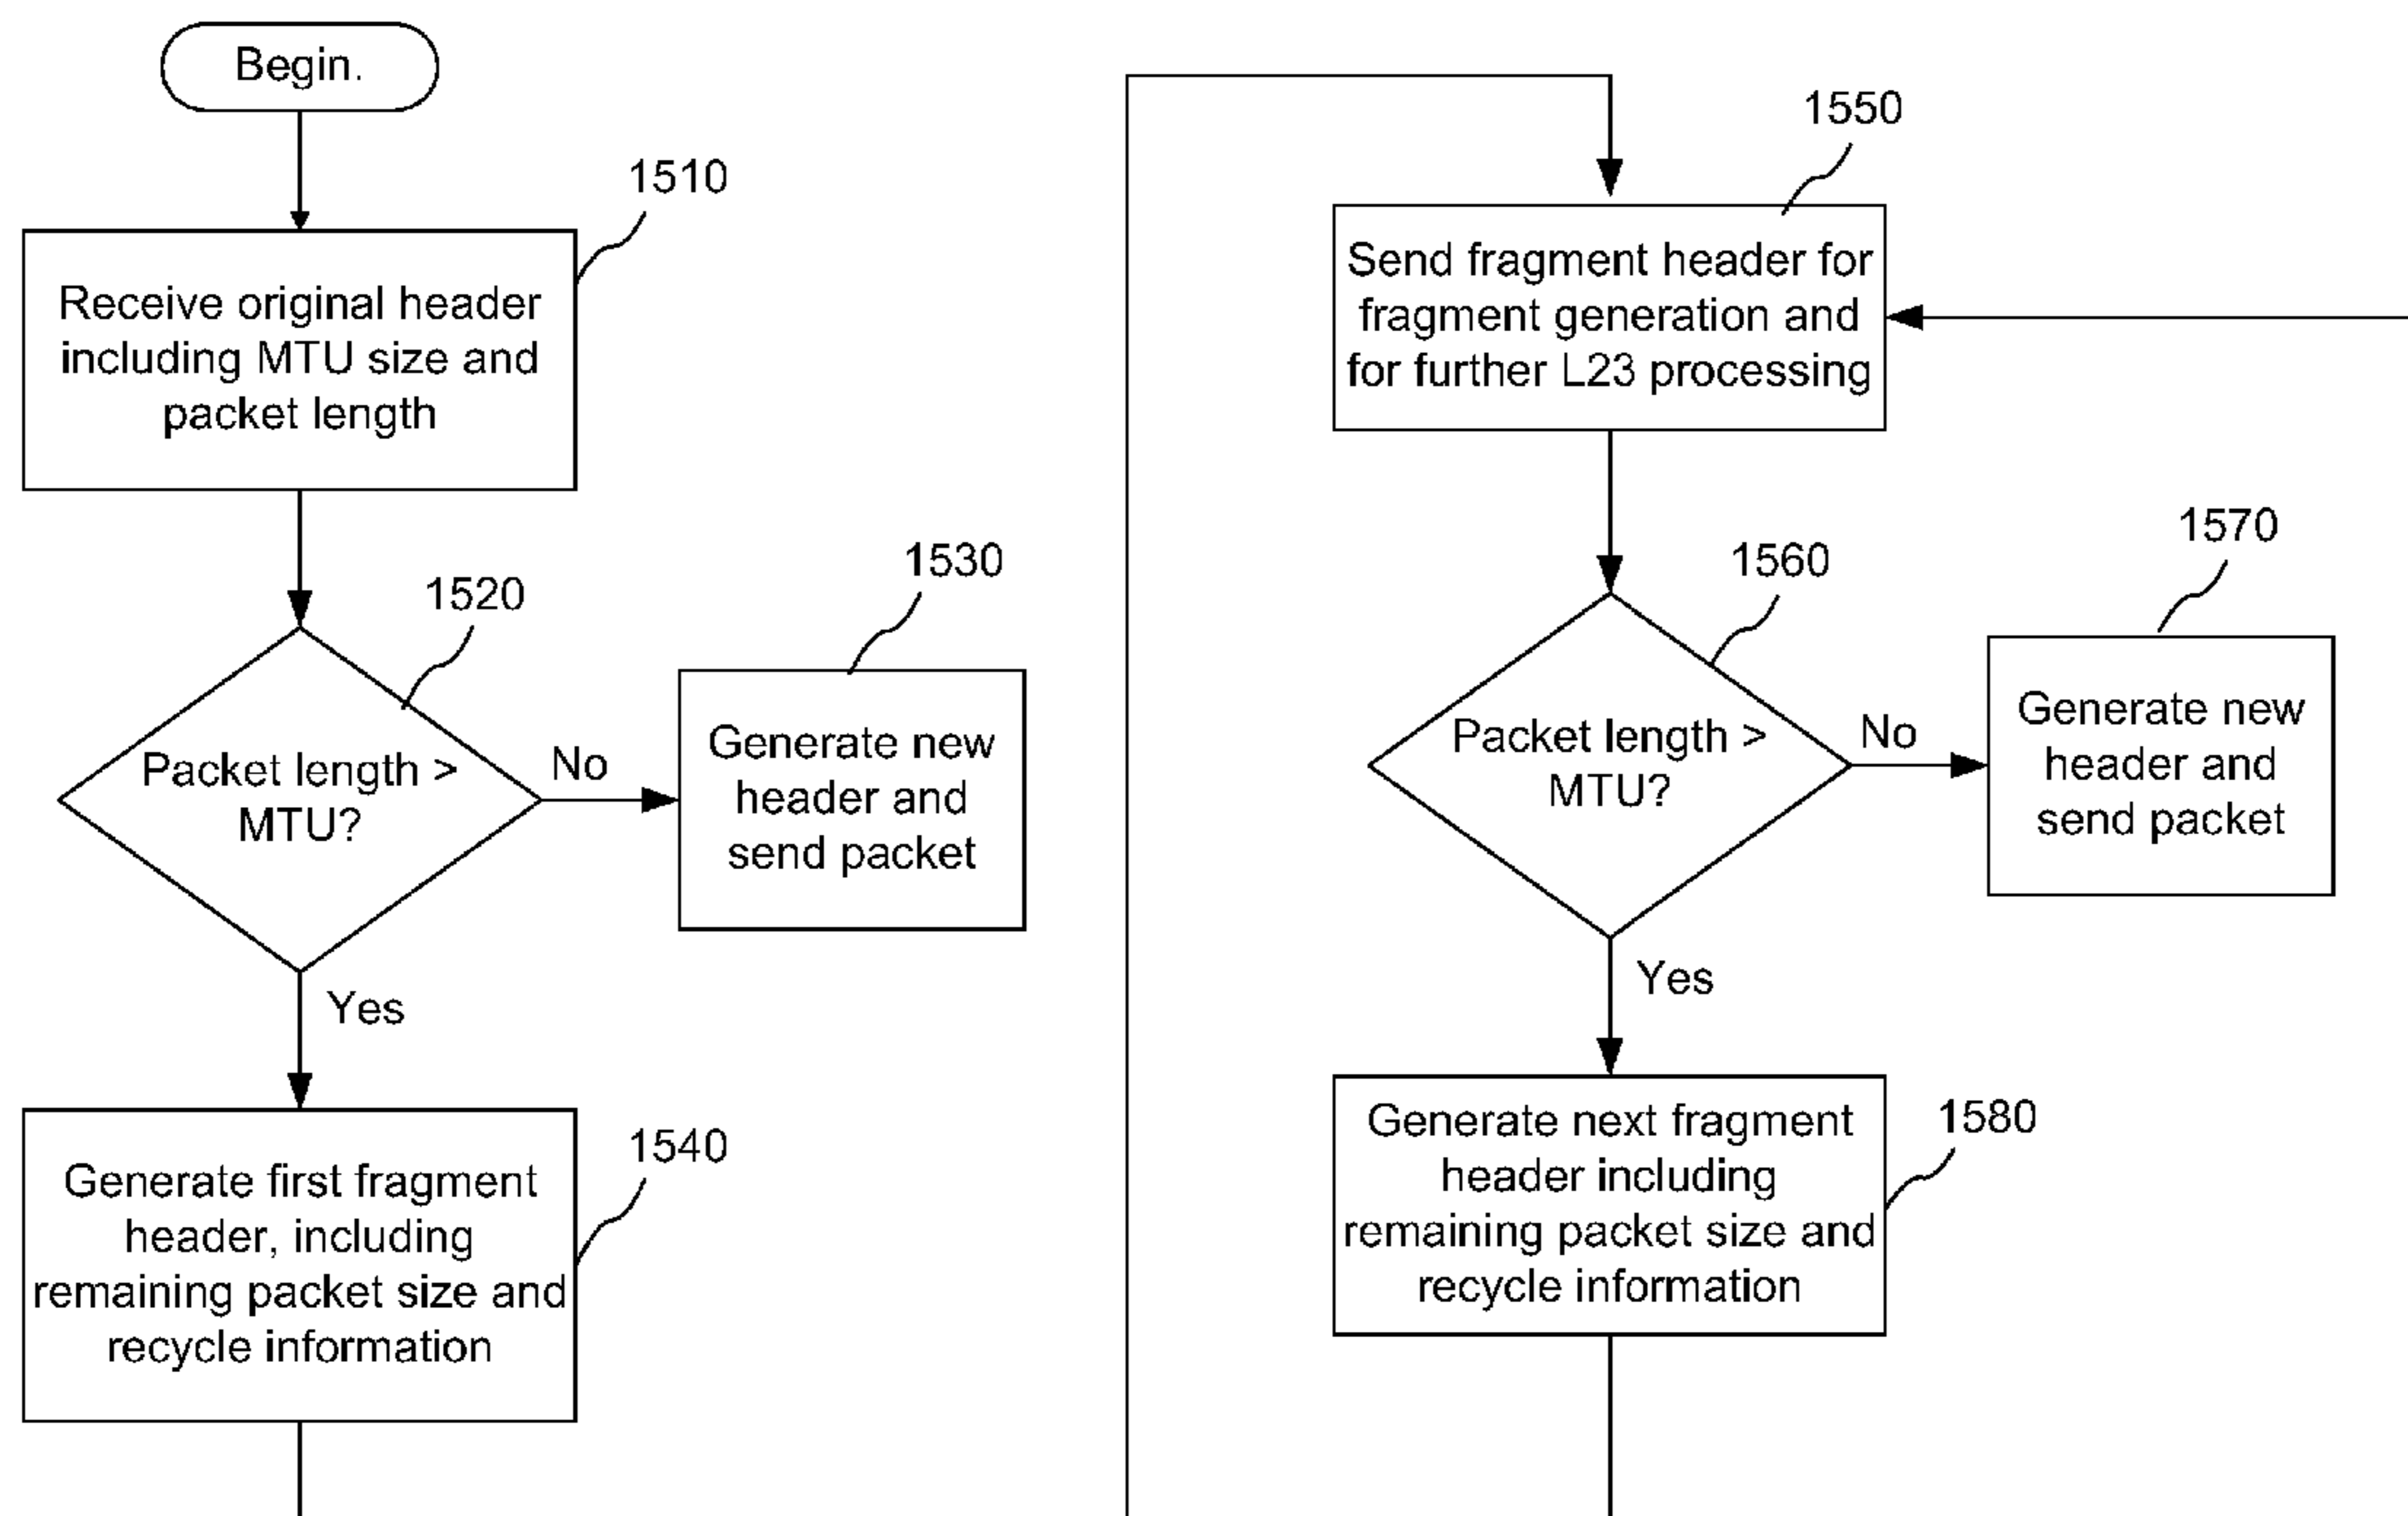 Begin.
1510
Receive original header
including MTU size and
packet length
1520
Packet length >
MTU?
No
1530
Generate new
header and
send packet
Yes
1540
Generate first fragment
header, including
remaining packet size and
recycle information
1550
Send fragment header for
fragment generation and
for further L23 processing
1560
Packet length >
MTU?
No
1570
Generate new
header and
send packet
Yes
1580
Generate next fragment
header including
remaining packet size and
recycle information